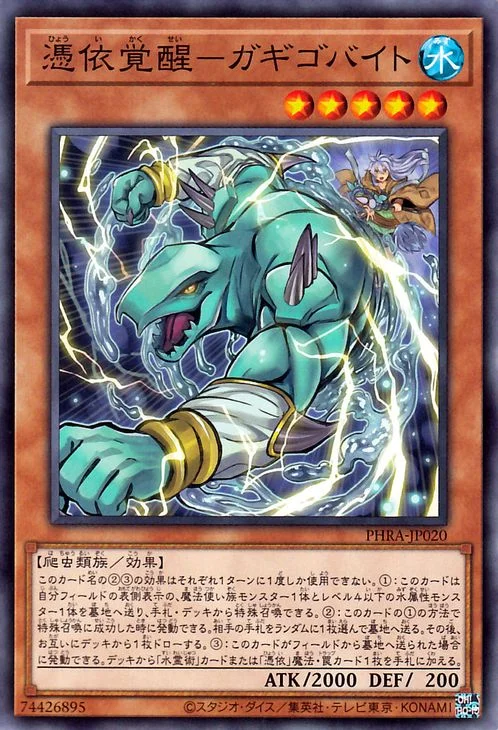 憑依覚醒－ガギゴバイト
水
PHRA-JP020
【爬虫類族／効果】
このカード名の②③の効果はそれぞれ1ターンに1度しか使用できない。①：このカードは
自分フィールドの表側表示の、魔法使い族モンスター1体とレベル4以下の水属性モン
スター1体を墓地へ送り、手札・デッキから特殊召喚できる。②：このカードの①の方法で
特殊召喚に成功した時に発動できる。相手の手札をランダムに1枚選んで墓地へ送る。その後、
お互いにデッキから1枚ドローする。③：このカードがフィールドから墓地へ送られた場合
に発動できる。デッキから「水霊術」カードまたは「憑依」魔法・罠カード1枚を手札に加える。
ATK/2000 DEF/ 200
74426895
©スタジオ・ダイス／集英社・テレビ東京・KONAMI